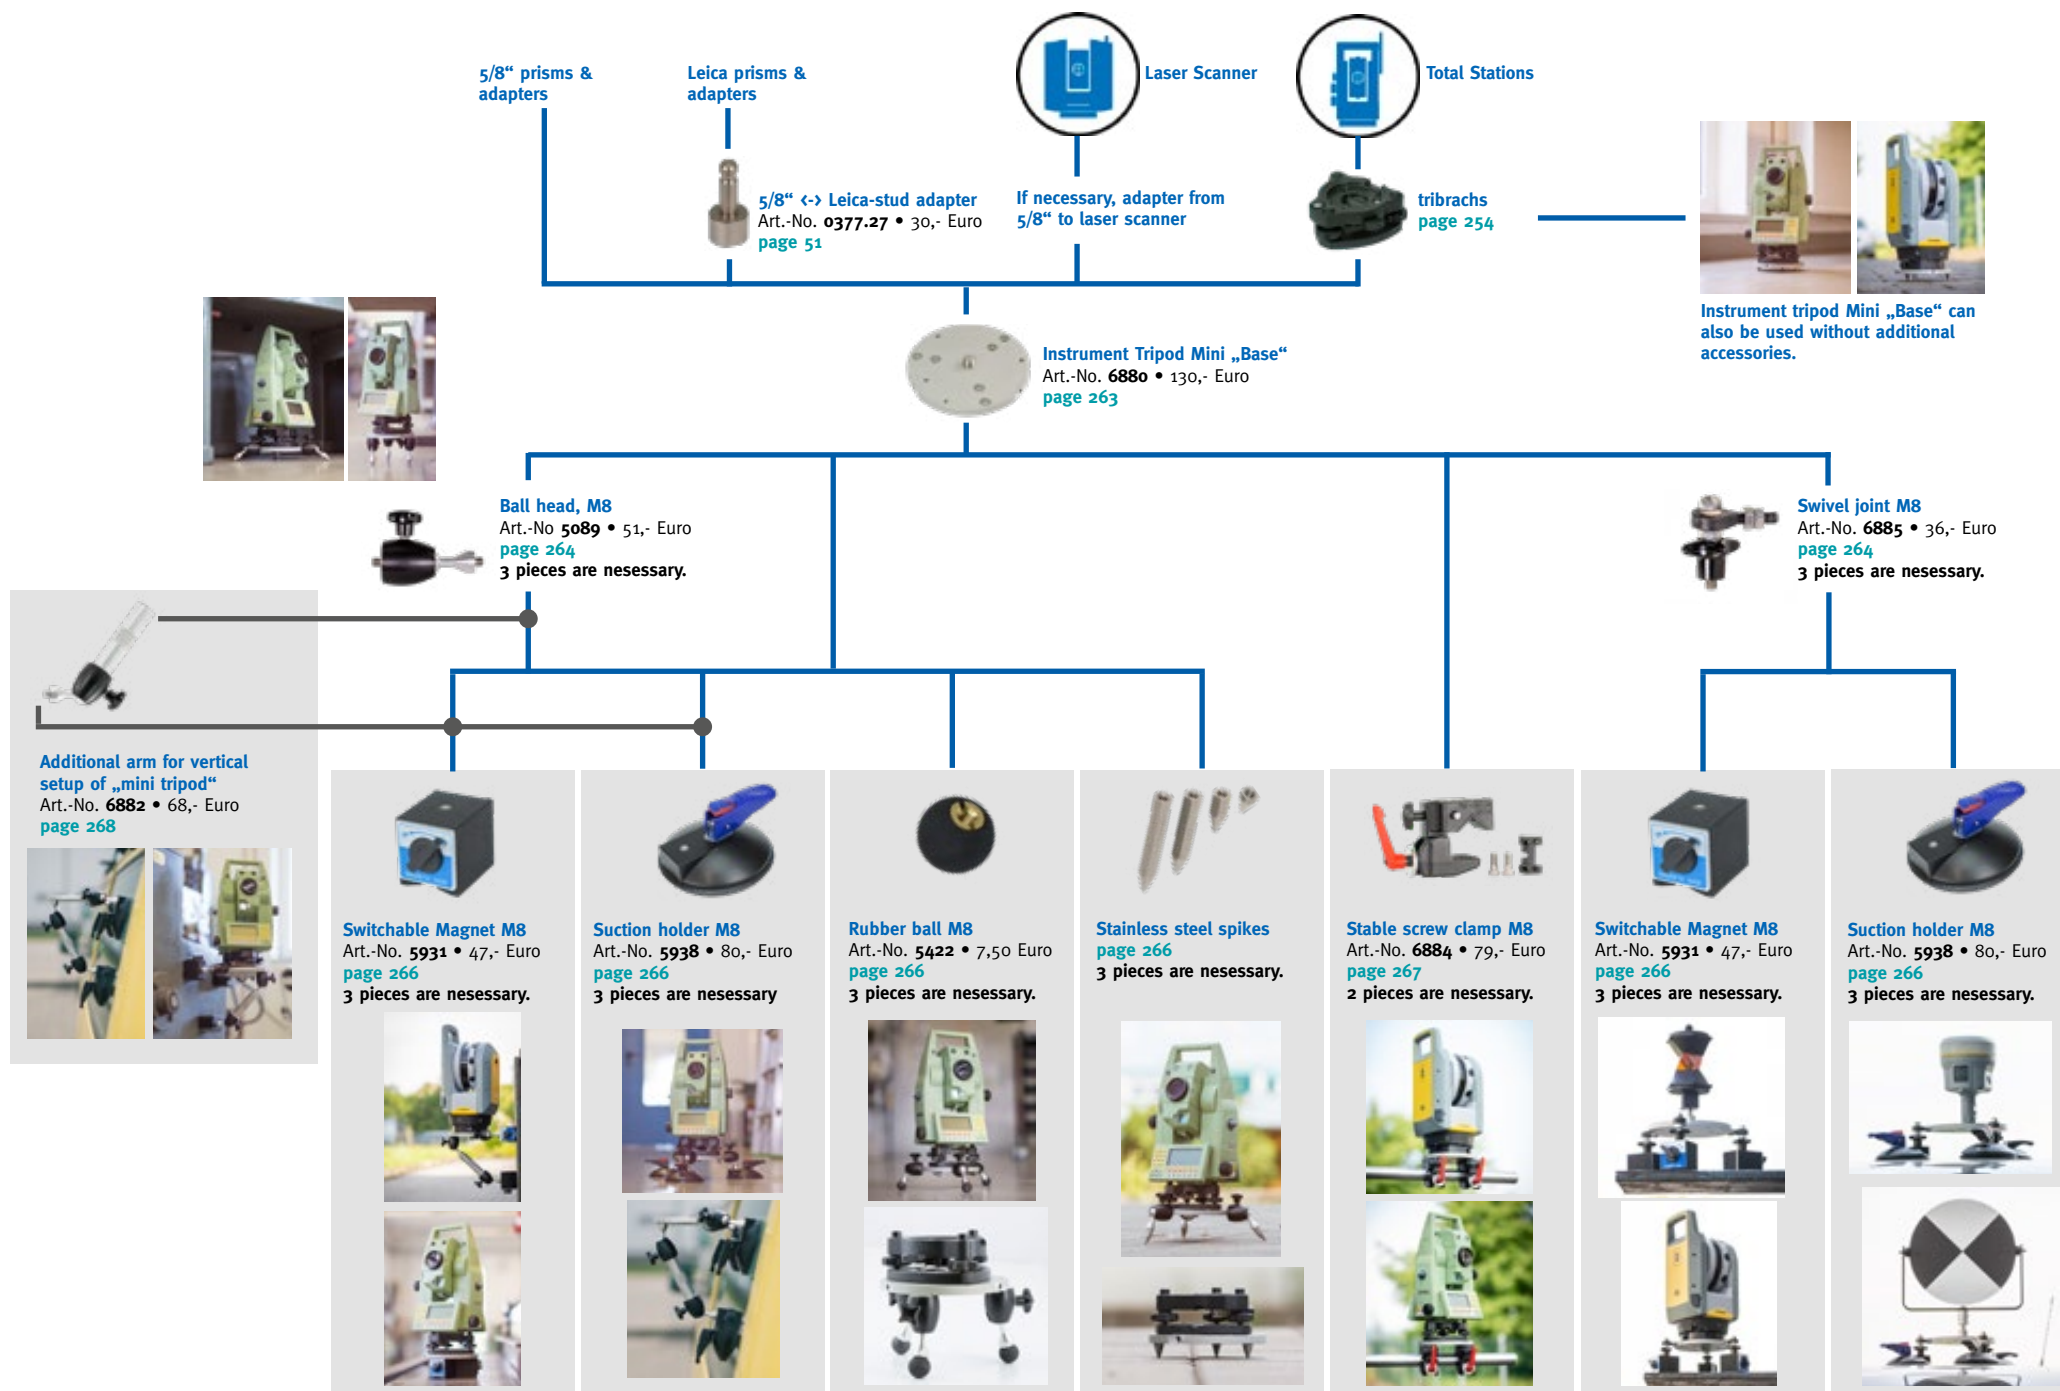 5/8“ prisms &
adapters
Leica prisms &
adapters
Laser Scanner
Total Stations
5/8“ <-> Leica-stud adapter
Art.-No. 0377.27 • 30,- Euro
page 51
If necessary, adapter from
5/8“ to laser scanner
tribrachs
page 254
Instrument tripod Mini „Base“ can
also be used without additional
accessories.
Instrument Tripod Mini „Base“
Art.-No. 6880 • 130,- Euro
page 263
Ball head, M8
Art.-No 5089 • 51,- Euro
page 264
3 pieces are nesessary.
Swivel joint M8
Art.-No. 6885 • 36,- Euro
page 264
3 pieces are nesessary.
Additional arm for vertical
setup of „mini tripod“
Art.-No. 6882 • 68,- Euro
page 268
Switchable Magnet M8
Art.-No. 5931 • 47,- Euro
page 266
3 pieces are nesessary.
Suction holder M8
Art.-No. 5938 • 80,- Euro
page 266
3 pieces are nesessary
Rubber ball M8
Art.-No. 5422 • 7,50 Euro
page 266
3 pieces are nesessary.
Stainless steel spikes
page 266
3 pieces are nesessary.
Stable screw clamp M8
Art.-No. 6884 • 79,- Euro
page 267
2 pieces are nesessary.
Switchable Magnet M8
Art.-No. 5931 • 47,- Euro
page 266
3 pieces are nesessary.
Suction holder M8
Art.-No. 5938 • 80,- Euro
page 266
3 pieces are nesessary.